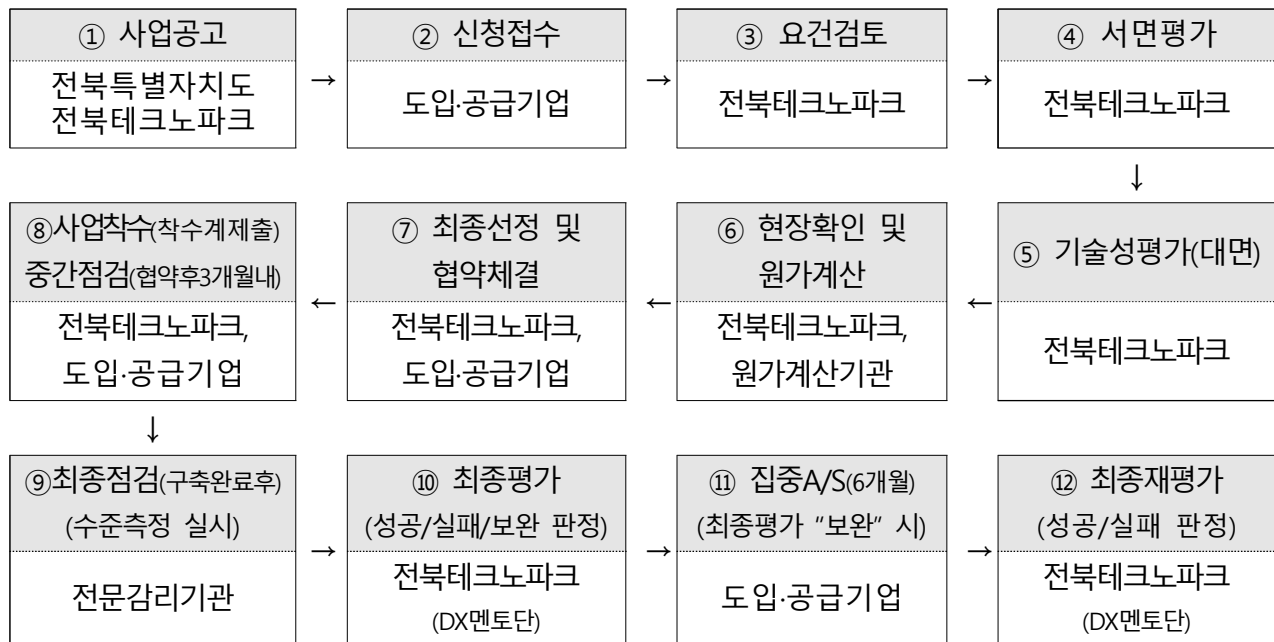 ① 사업공고
전북특별자치도
전북테크노파크
→
② 신청접수
도입·공급기업
→
③ 요건검토
전북테크노파크
→
④ 서면평가
전북테크노파크
↓
⑤ 기술성평가(대면)
전북테크노파크
←
⑥ 현장확인 및
원가계산
전북테크노파크,
원가계산기관
←
⑦ 최종선정 및
협약체결
전북테크노파크,
도입·공급기업
←
⑧사업착수(착수계제출)
중간점검(협약후3개월내)
전북테크노파크,
도입·공급기업
↓
⑨최종점검(구축완료후)
(수준측정 실시)
전문감리기관
→
⑩ 최종평가
(성공/실패/보완 판정)
전북테크노파크
(DX멘토단)
→
⑪ 집중A/S(6개월)
(최종평가 “보완” 시)
도입·공급기업
→
⑫ 최종재평가
(성공/실패 판정)
전북테크노파크
(DX멘토단)